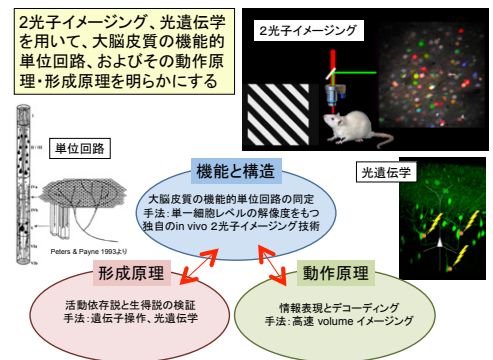 2光子イメージング、光遺伝学
を用いて、大脳皮質の機能的
単位回路、およびその動作原
理・形成原理を明らかにする
2光子イメージング
単位回路
Peters & Payne 1993より
機能と構造
大脳皮質の機能的単位回路の同定
手法:単一細胞レベルの解像度をもつ
独自のin vivo 2光子イメージング技術
光遺伝学
形成原理
活動依存説と生得説の検証
手法:遺伝子操作、光遺伝学
動作原理
情報表現とデコーディング
手法:高速 volume イメージング